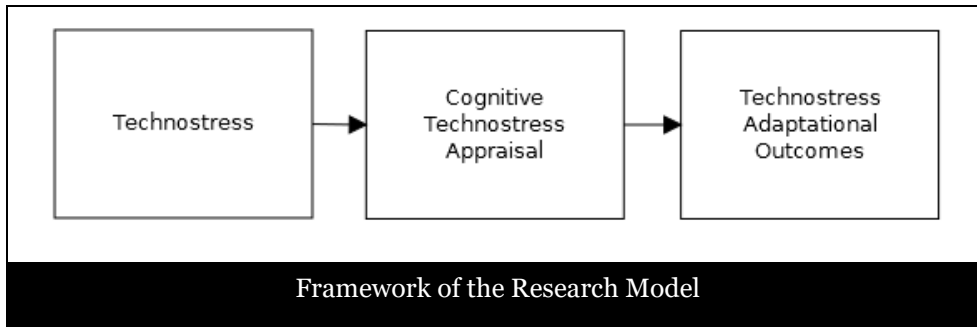 Technostress
Cognitive
Technostress
Appraisal
Technostress
Adaptational
Outcomes
Framework of the Research Model